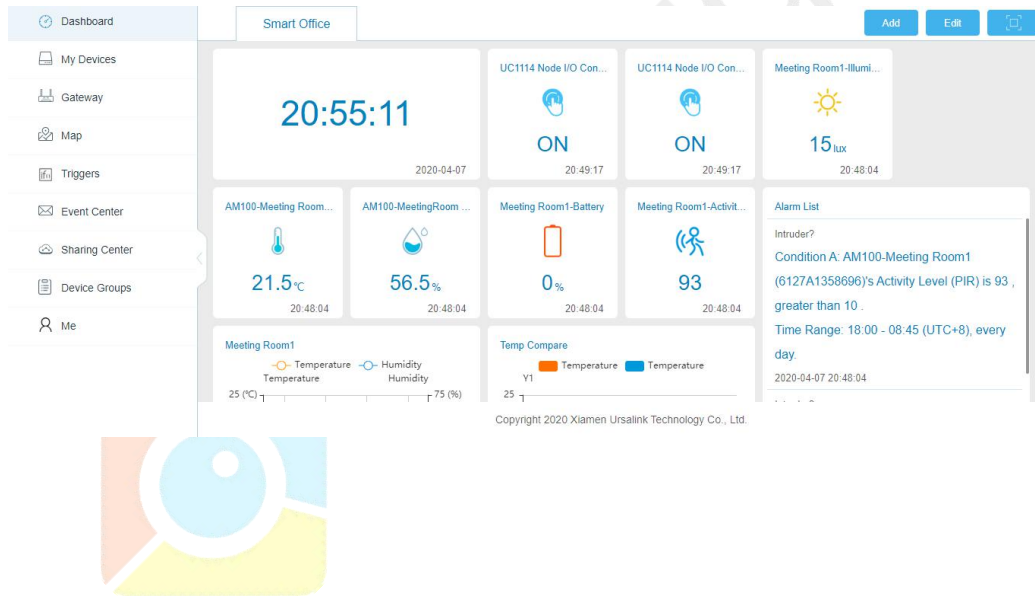 Dashboard
My Devices
Gateway
Map
Triggers
Event Center
Sharing Center
Device Groups
Me
Smart Office
Add
Edit
20:55:11
2020-04-07
UC1114 Node I/O Con...
ON
20:49:17
UC1114 Node I/O Con...
ON
20:49:17
Meeting Room1-Illumi...
15 lux
20:48:04
AM100-Meeting Room...
21.5 ℃
20:48:04
AM100-MeetingRoom ...
56.5 %
20:48:04
Meeting Room1-Battery
0 %
20:48:04
Meeting Room1-Activit...
93
20:48:04
Alarm List
Intruder?
Condition A: AM100-Meeting Room1
(6127A1358696)'s Activity Level (PIR) is 93 ,
greater than 10 .
Time Range: 18:00 - 08:45 (UTC+8), every
day.
2020-04-07 20:48:04
Meeting Room1
Temperature Humidity
Temperature Humidity
25 (℃) 75 (%)
Temp Compare
Temperature Temperature
Y1
25
Copyright 2020 Xiamen Ursalink Technology Co., Ltd.